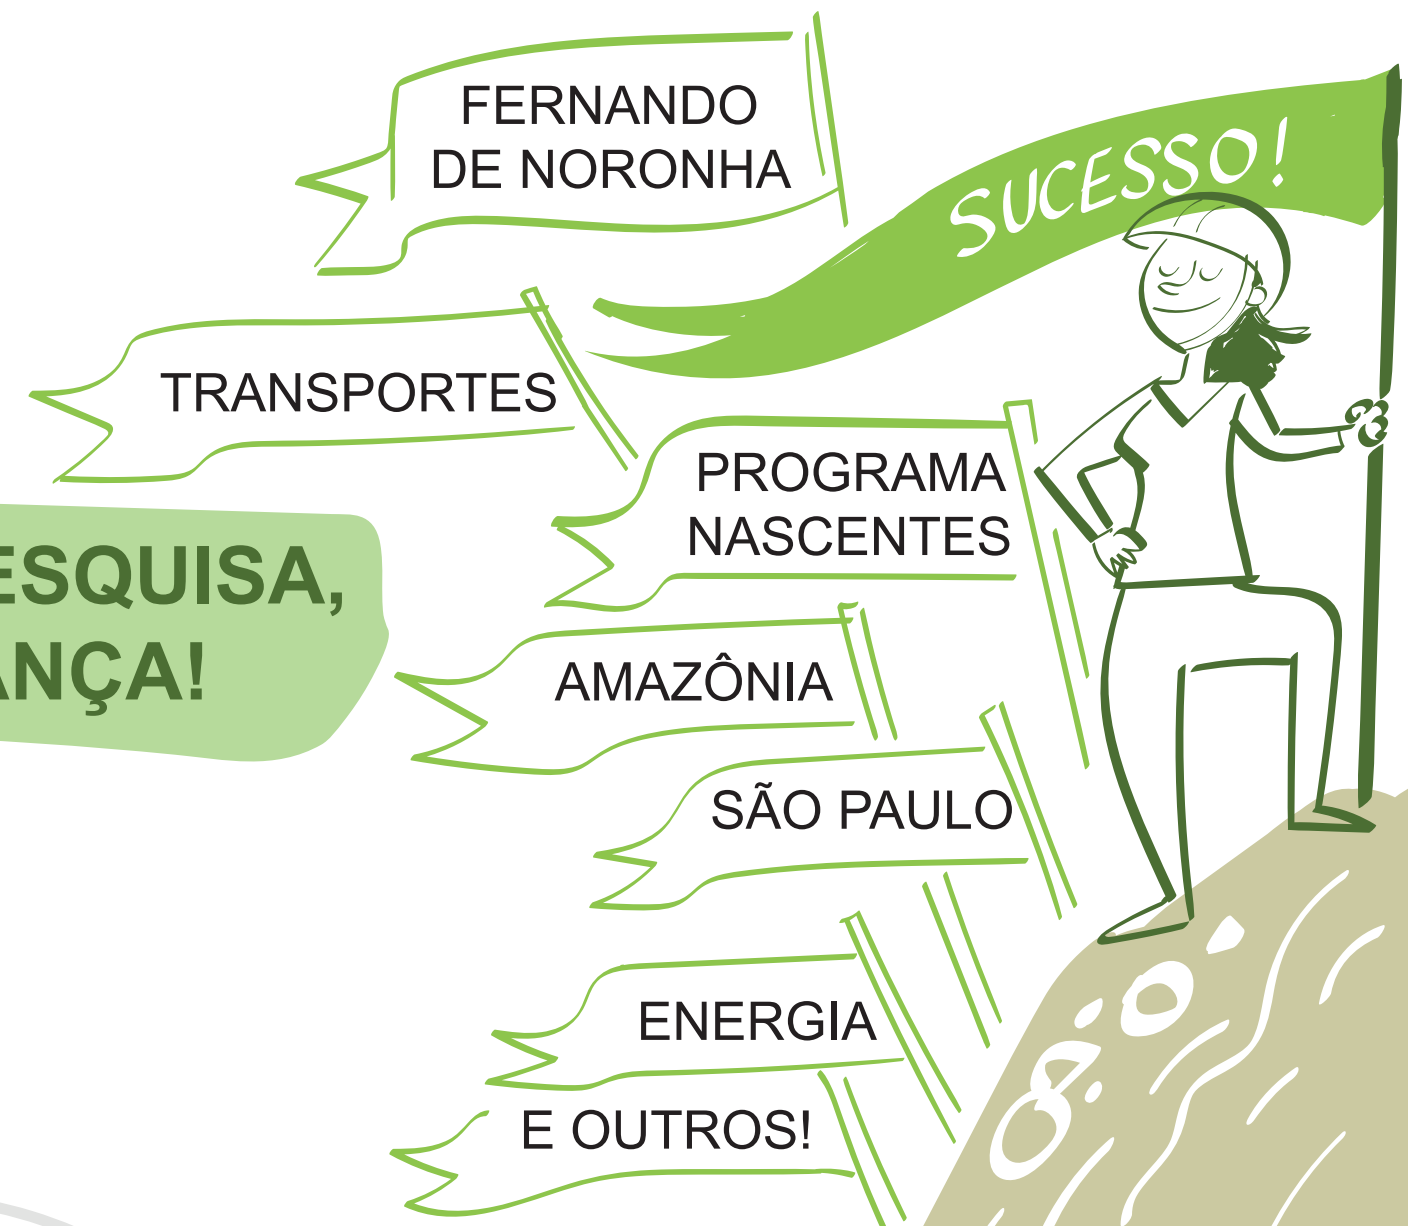 FERNANDO
DE NORONHA
SUCESSO!
TRANSPORTES
PROGRAMA
NASCENTES
ESQUISA,
ANÇA!
AMAZÔNIA
SÃO PAULO
ENERGIA
E OUTROS!